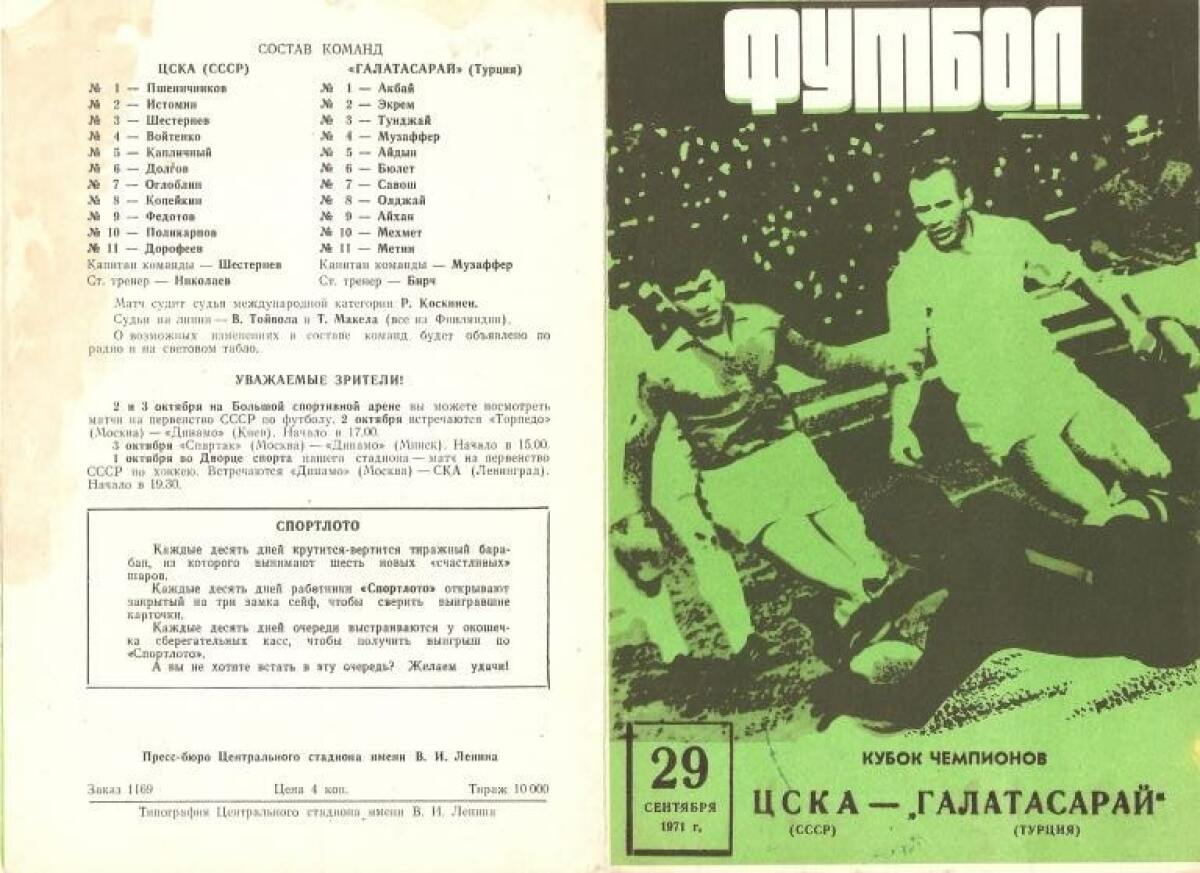 СОСТАВ КОМАНД
ЦСКА (СССР)
№ 1 — Пшеничников
№ 2 — Истомин
№ 3 — Шестернев
№ 4 — Войтенко
№ 5 — Капличный
№ 6 — Долгов
№ 7 — Оглоблин
№ 8 — Копейкин
№ 9 — Федотов
№ 10 — Поликарпов
№ 11 — Дорофеев
Капитан команды — Шестернев
Ст. тренер — Николаев
«ГАЛАТАСАРАЙ» (Турция)
№ 1 — Акбай
№ 2 — Экрем
№ 3 — Тунджай
№ 4 — Музаффер
№ 5 — Айдын
№ 6 — Бюлет
№ 7 — Савош
№ 8 — Олджай
№ 9 — Айхан
№ 10 — Мехмет
№ 11 — Метин
Капитан команды — Музаффер
Ст. тренер — Бирч
Матч судит судья международной категории Р. Коскинен.
Судьи на линии — В. Тойвола и Т. Макела (все из Финляндии).
О возможных изменениях в составе команд будет объявлено по
радио и на световом табло.
УВАЖАЕМЫЕ ЗРИТЕЛИ!
2 и 3 октября на Большой спортивной арене вы можете посмотреть
матчи на первенство СССР по футболу. 2 октября встречаются «Торпедо»
(Москва) — «Динамо» (Киев). Начало в 17.00.
3 октября «Спартак» (Москва) — «Динамо» (Минск). Начало в 15.00.
1 октября во Дворце спорта нашего стадиона — матч на первенство
СССР по хоккею. Встречаются «Динамо» (Москва) — СКА (Ленинград).
Начало в 19.30.
СПОРТЛОТО
Каждые десять дней крутится-вертится тиражный бара-
бан, из которого вынимают шесть новых «счастливых»
шаров.
Каждые десять дней работники «Спортлото» открывают
закрытый на три замка сейф, чтобы сверить выигравшие
карточки.
Каждые десять дней очереди выстраиваются у окошеч-
ка сберегательных касс, чтобы получить выигрыш по
«Спортлото».
А вы не хотите встать в эту очередь? Желаем удачи!
Пресс-бюро Центрального стадиона имени В. И. Ленина
Заказ 1169 Цена 4 коп. Тираж 10 000
Типография Центрального стадиона имени В. И. Ленина
ФУТБОЛ
29
СЕНТЯБРЯ
1971 г.
КУБОК ЧЕМПИОНОВ
ЦСКА — „ГАЛАТАСАРАЙ“
(СССР) (ТУРЦИЯ)